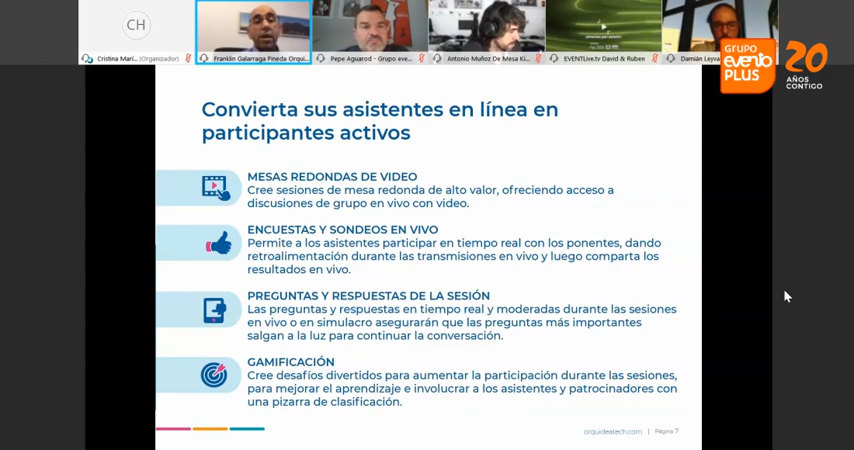 CH
Cristina Marí... (Organizador)
Franklin Galarraga Pineda Orqui...
Pepe Aguarod - Grupo eve...
Antonio Muñoz De Mesa Ki...
EVENTLive.tv David & Ruben
Damián Leyva
GRUPO
evento
PLUS
20
AÑOS
CONTIGO
Convierta sus asistentes en línea en
participantes activos
MESAS REDONDAS DE VIDEO
Cree sesiones de mesa redonda de alto valor, ofreciendo acceso a
discusiones de grupo en vivo con video.
ENCUESTAS Y SONDEOS EN VIVO
Permite a los asistentes participar en tiempo real con los ponentes, dando
retroalimentación durante las transmisiones en vivo y luego comparta los
resultados en vivo.
PREGUNTAS Y RESPUESTAS DE LA SESIÓN
Las preguntas y respuestas en tiempo real y moderadas durante las sesiones
en vivo o en simulacro asegurarán que las preguntas más importantes
salgan a la luz para continuar la conversación.
GAMIFICACIÓN
Cree desafíos divertidos para aumentar la participación durante las sesiones,
para mejorar el aprendizaje e involucrar a los asistentes y patrocinadores con
una pizarra de clasificación.
orquideatech.com | Página 7